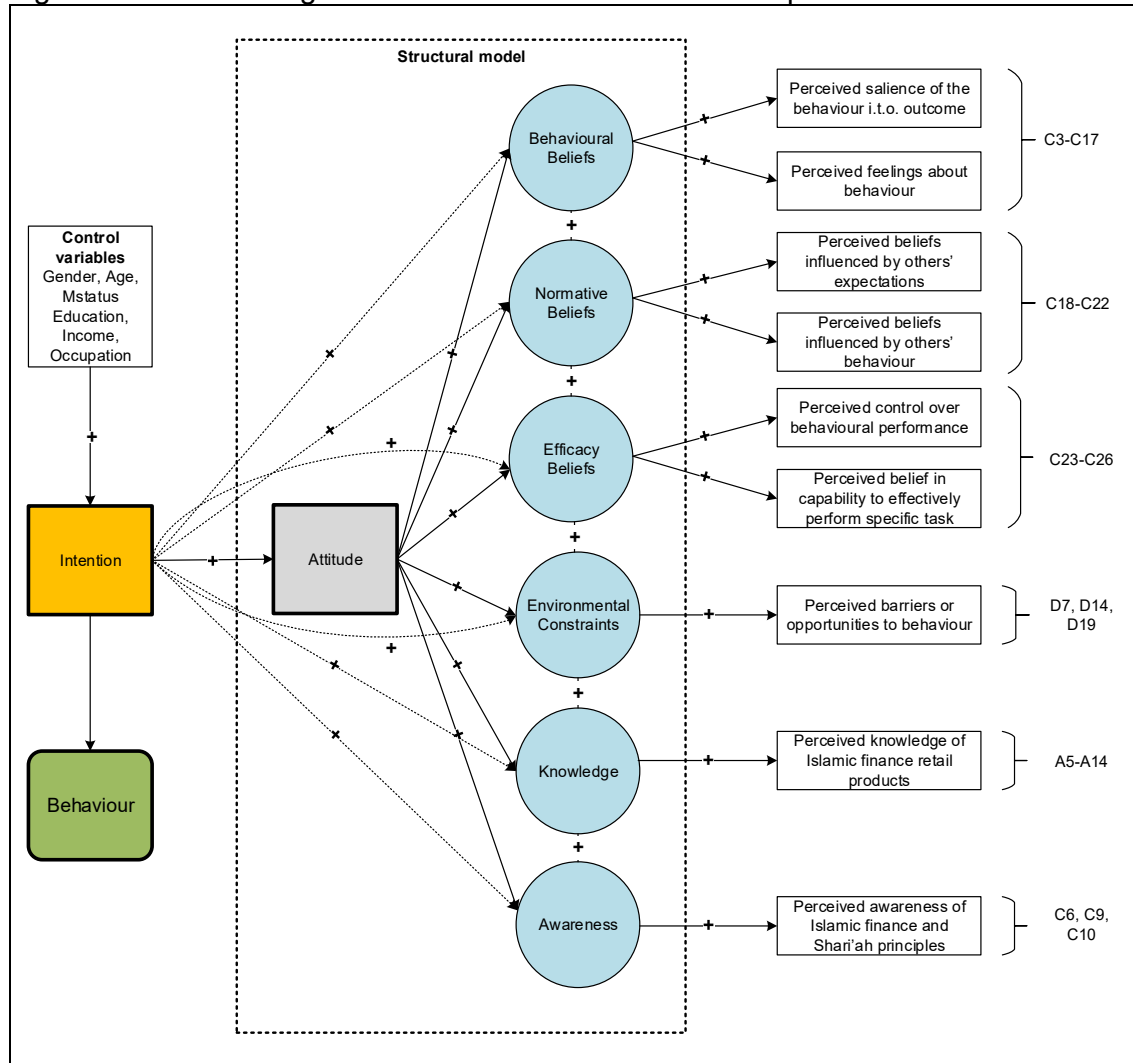 Structural model
Control
variables
Gender, Age,
Mstatus
Education,
Income,
Occupation
+
Intention
Behaviour
+
Attitude
+
+
+
+
+
+
+
+
+
+
+
+
Behavioural
Beliefs
+
Normative
Beliefs
+
Efficacy
Beliefs
+
Environmental
Constraints
+
Knowledge
+
Awareness
+
Perceived salience of the
behaviour i.t.o. outcome
+
Perceived feelings about
behaviour
C3-C17
+
Perceived beliefs
influenced by others’
expectations
+
Perceived beliefs
influenced by others’
behaviour
C18-C22
+
Perceived control over
behavioural performance
+
Perceived belief in
capability to effectively
perform specific task
C23-C26
+
Perceived barriers or
opportunities to behaviour
D7, D14,
D19
+
Perceived knowledge of
Islamic finance retail
products
A5-A14
+
Perceived awareness of
Islamic finance and
Shari’ah principles
C6, C9,
C10